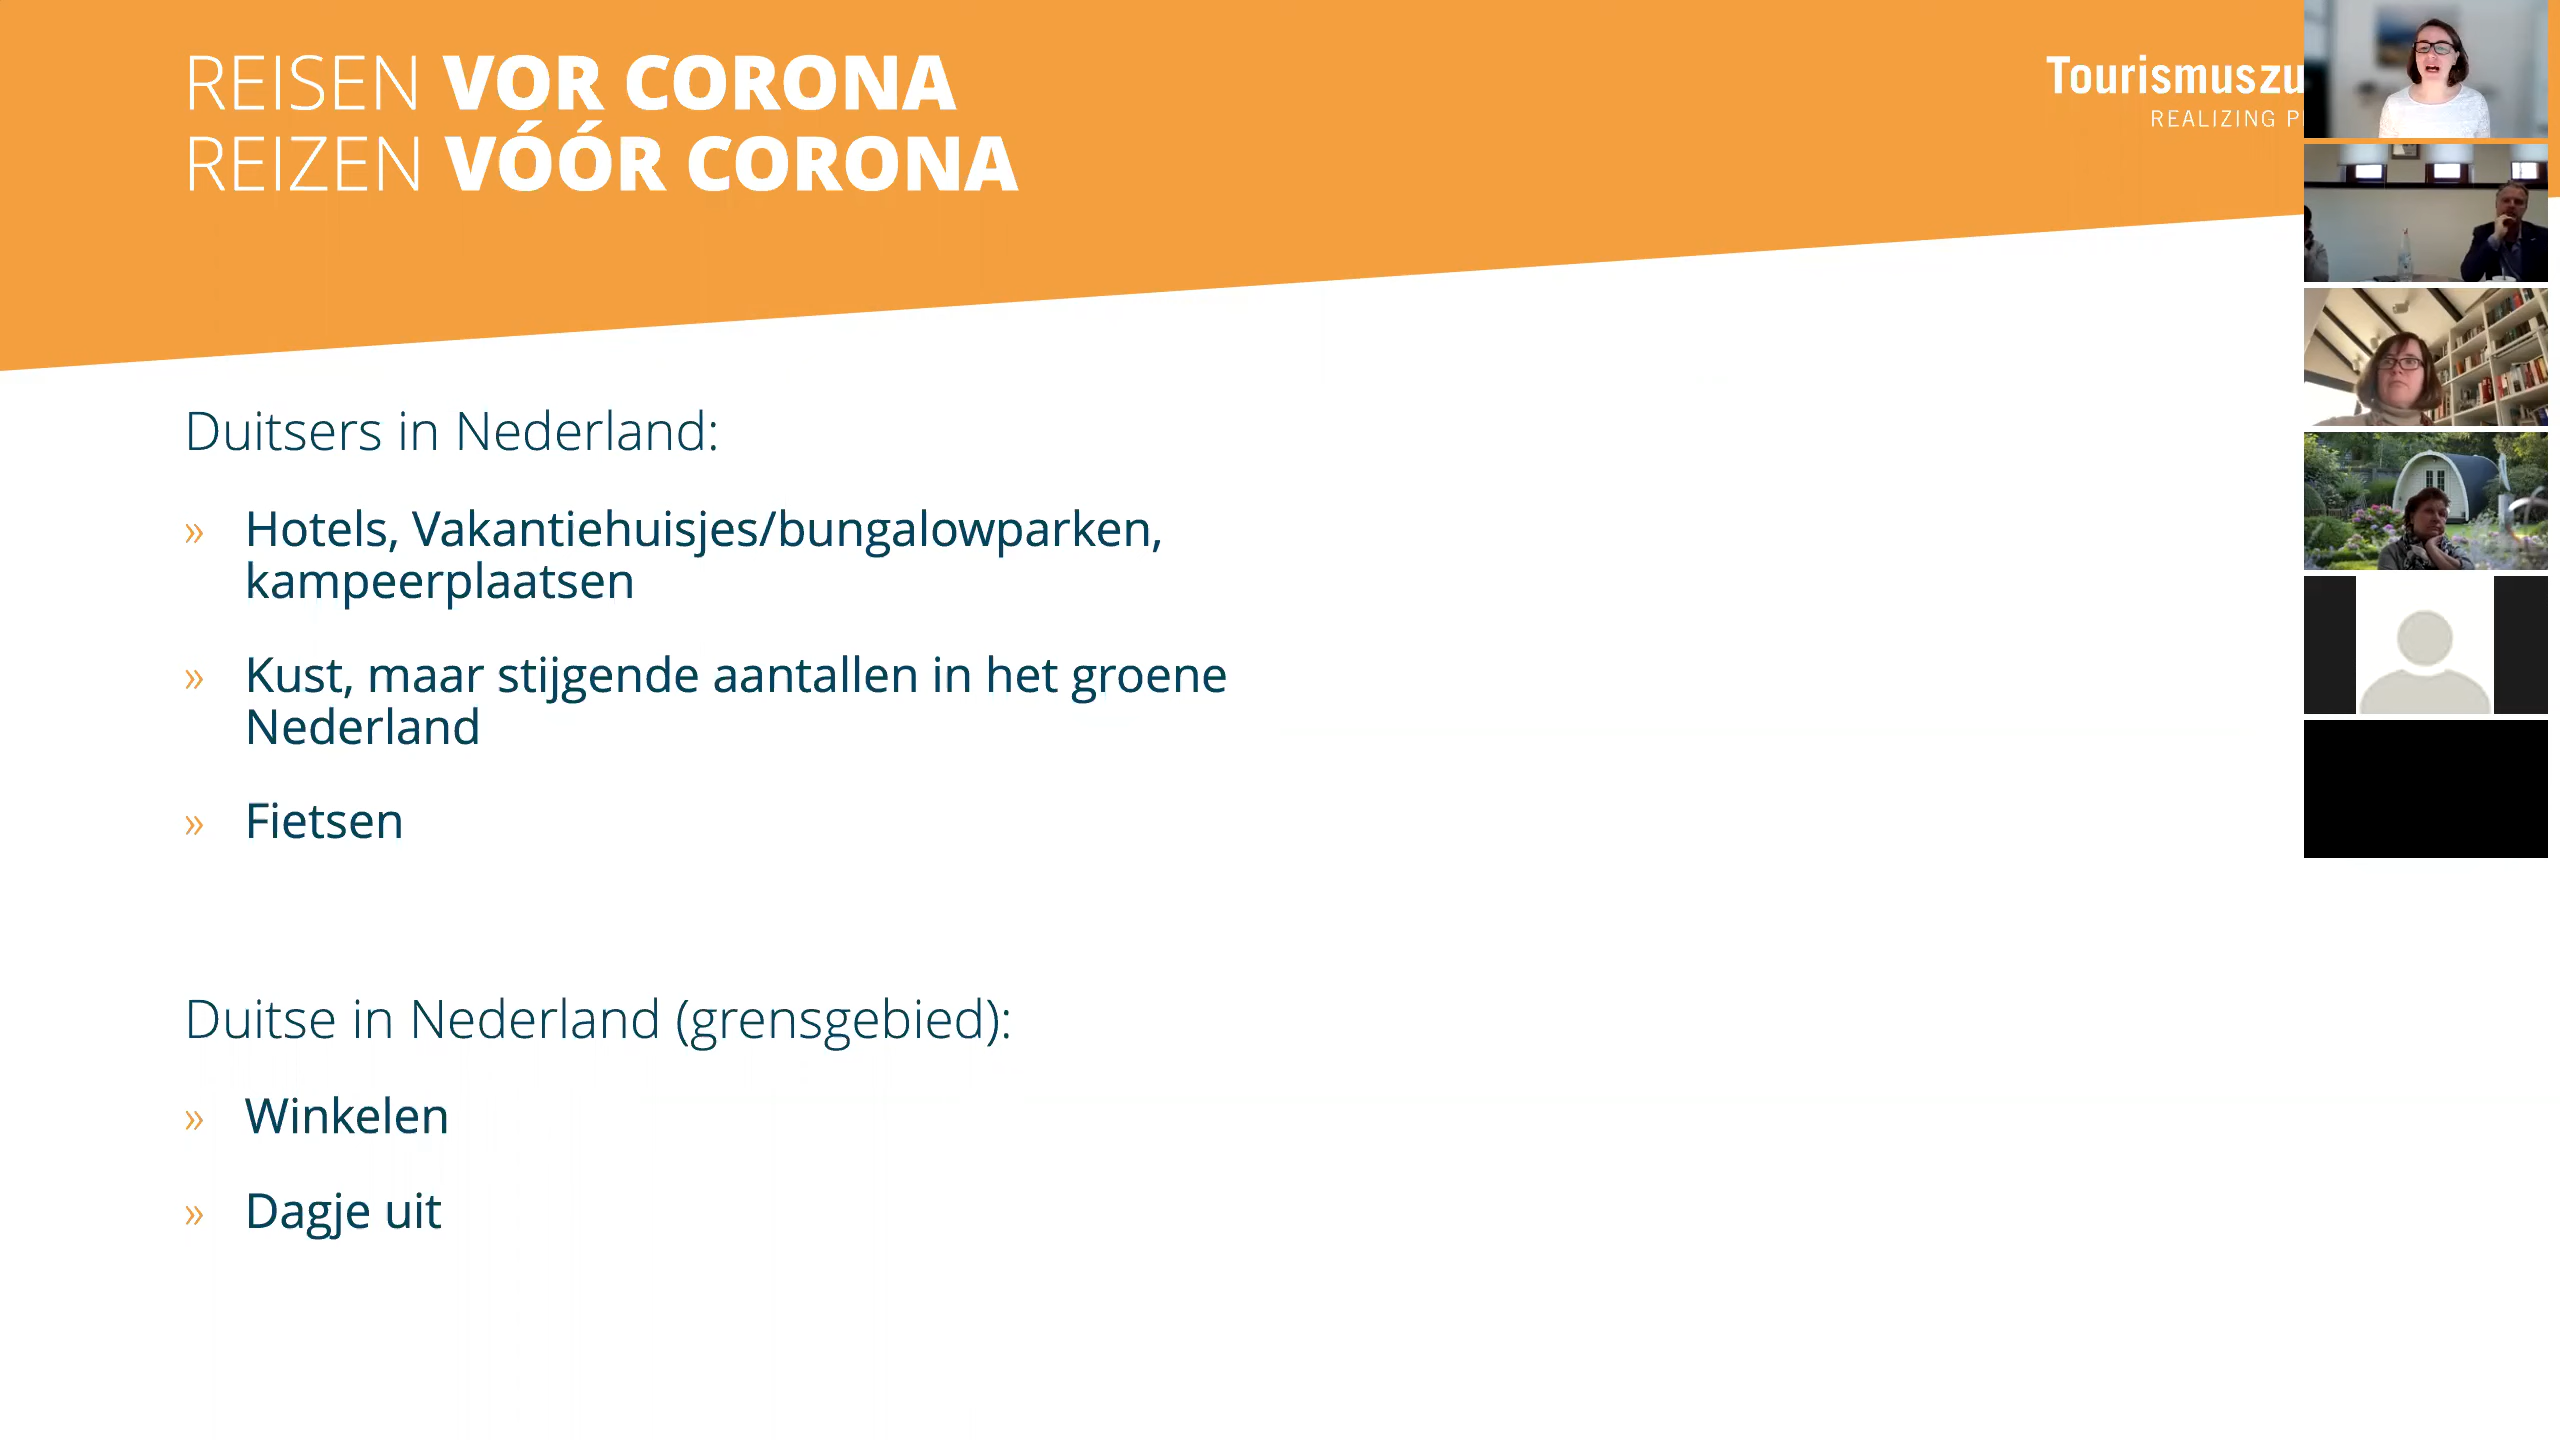 REISEN VOR CORONA
REIZEN VÓÓR CORONA
Tourismuszu
REALIZING P
Duitsers in Nederland:
» Hotels, Vakantiehuisjes/bungalowparken,
kampeerplaatsen
» Kust, maar stijgende aantallen in het groene
Nederland
» Fietsen
Duitse in Nederland (grensgebied):
» Winkelen
» Dagje uit